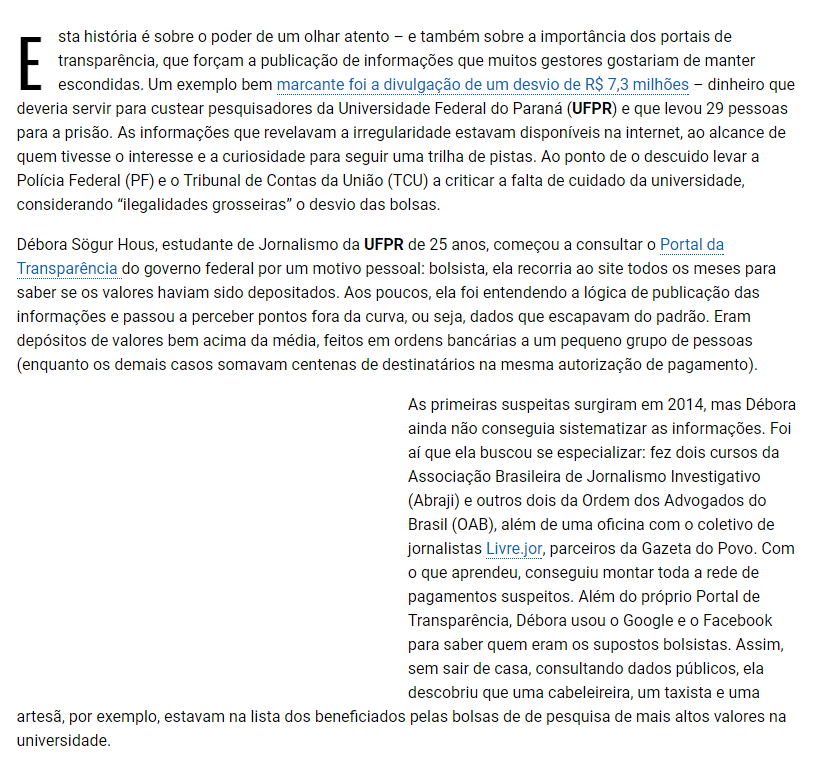 Esta história é sobre o poder de um olhar atento – e também sobre a importância dos portais de
transparência, que forçam a publicação de informações que muitos gestores gostariam de manter
escondidas. Um exemplo bem marcante foi a divulgação de um desvio de R$ 7,3 milhões – dinheiro que
deveria servir para custear pesquisadores da Universidade Federal do Paraná (UFPR) e que levou 29 pessoas
para a prisão. As informações que revelavam a irregularidade estavam disponíveis na internet, ao alcance de
quem tivesse o interesse e a curiosidade para seguir uma trilha de pistas. Ao ponto de o descuido levar a
Polícia Federal (PF) e o Tribunal de Contas da União (TCU) a criticar a falta de cuidado da universidade,
considerando “ilegalidades grosseiras” o desvio das bolsas.
Débora Sögur Hous, estudante de Jornalismo da UFPR de 25 anos, começou a consultar o Portal da
Transparência do governo federal por um motivo pessoal: bolsista, ela recorria ao site todos os meses para
saber se os valores haviam sido depositados. Aos poucos, ela foi entendendo a lógica de publicação das
informações e passou a perceber pontos fora da curva, ou seja, dados que escapavam do padrão. Eram
depósitos de valores bem acima da média, feitos em ordens bancárias a um pequeno grupo de pessoas
(enquanto os demais casos somavam centenas de destinatários na mesma autorização de pagamento).
As primeiras suspeitas surgiram em 2014, mas Débora
ainda não conseguia sistematizar as informações. Foi
aí que ela buscou se especializar: fez dois cursos da
Associação Brasileira de Jornalismo Investigativo
(Abraji) e outros dois da Ordem dos Advogados do
Brasil (OAB), além de uma oficina com o coletivo de
jornalistas Livre.jor, parceiros da Gazeta do Povo. Com
o que aprendeu, conseguiu montar toda a rede de
pagamentos suspeitos. Além do próprio Portal de
Transparência, Débora usou o Google e o Facebook
para saber quem eram os supostos bolsistas. Assim,
sem sair de casa, consultando dados públicos, ela
descobriu que uma cabeleireira, um taxista e uma
artesã, por exemplo, estavam na lista dos beneficiados pelas bolsas de de pesquisa de mais altos valores na
universidade.